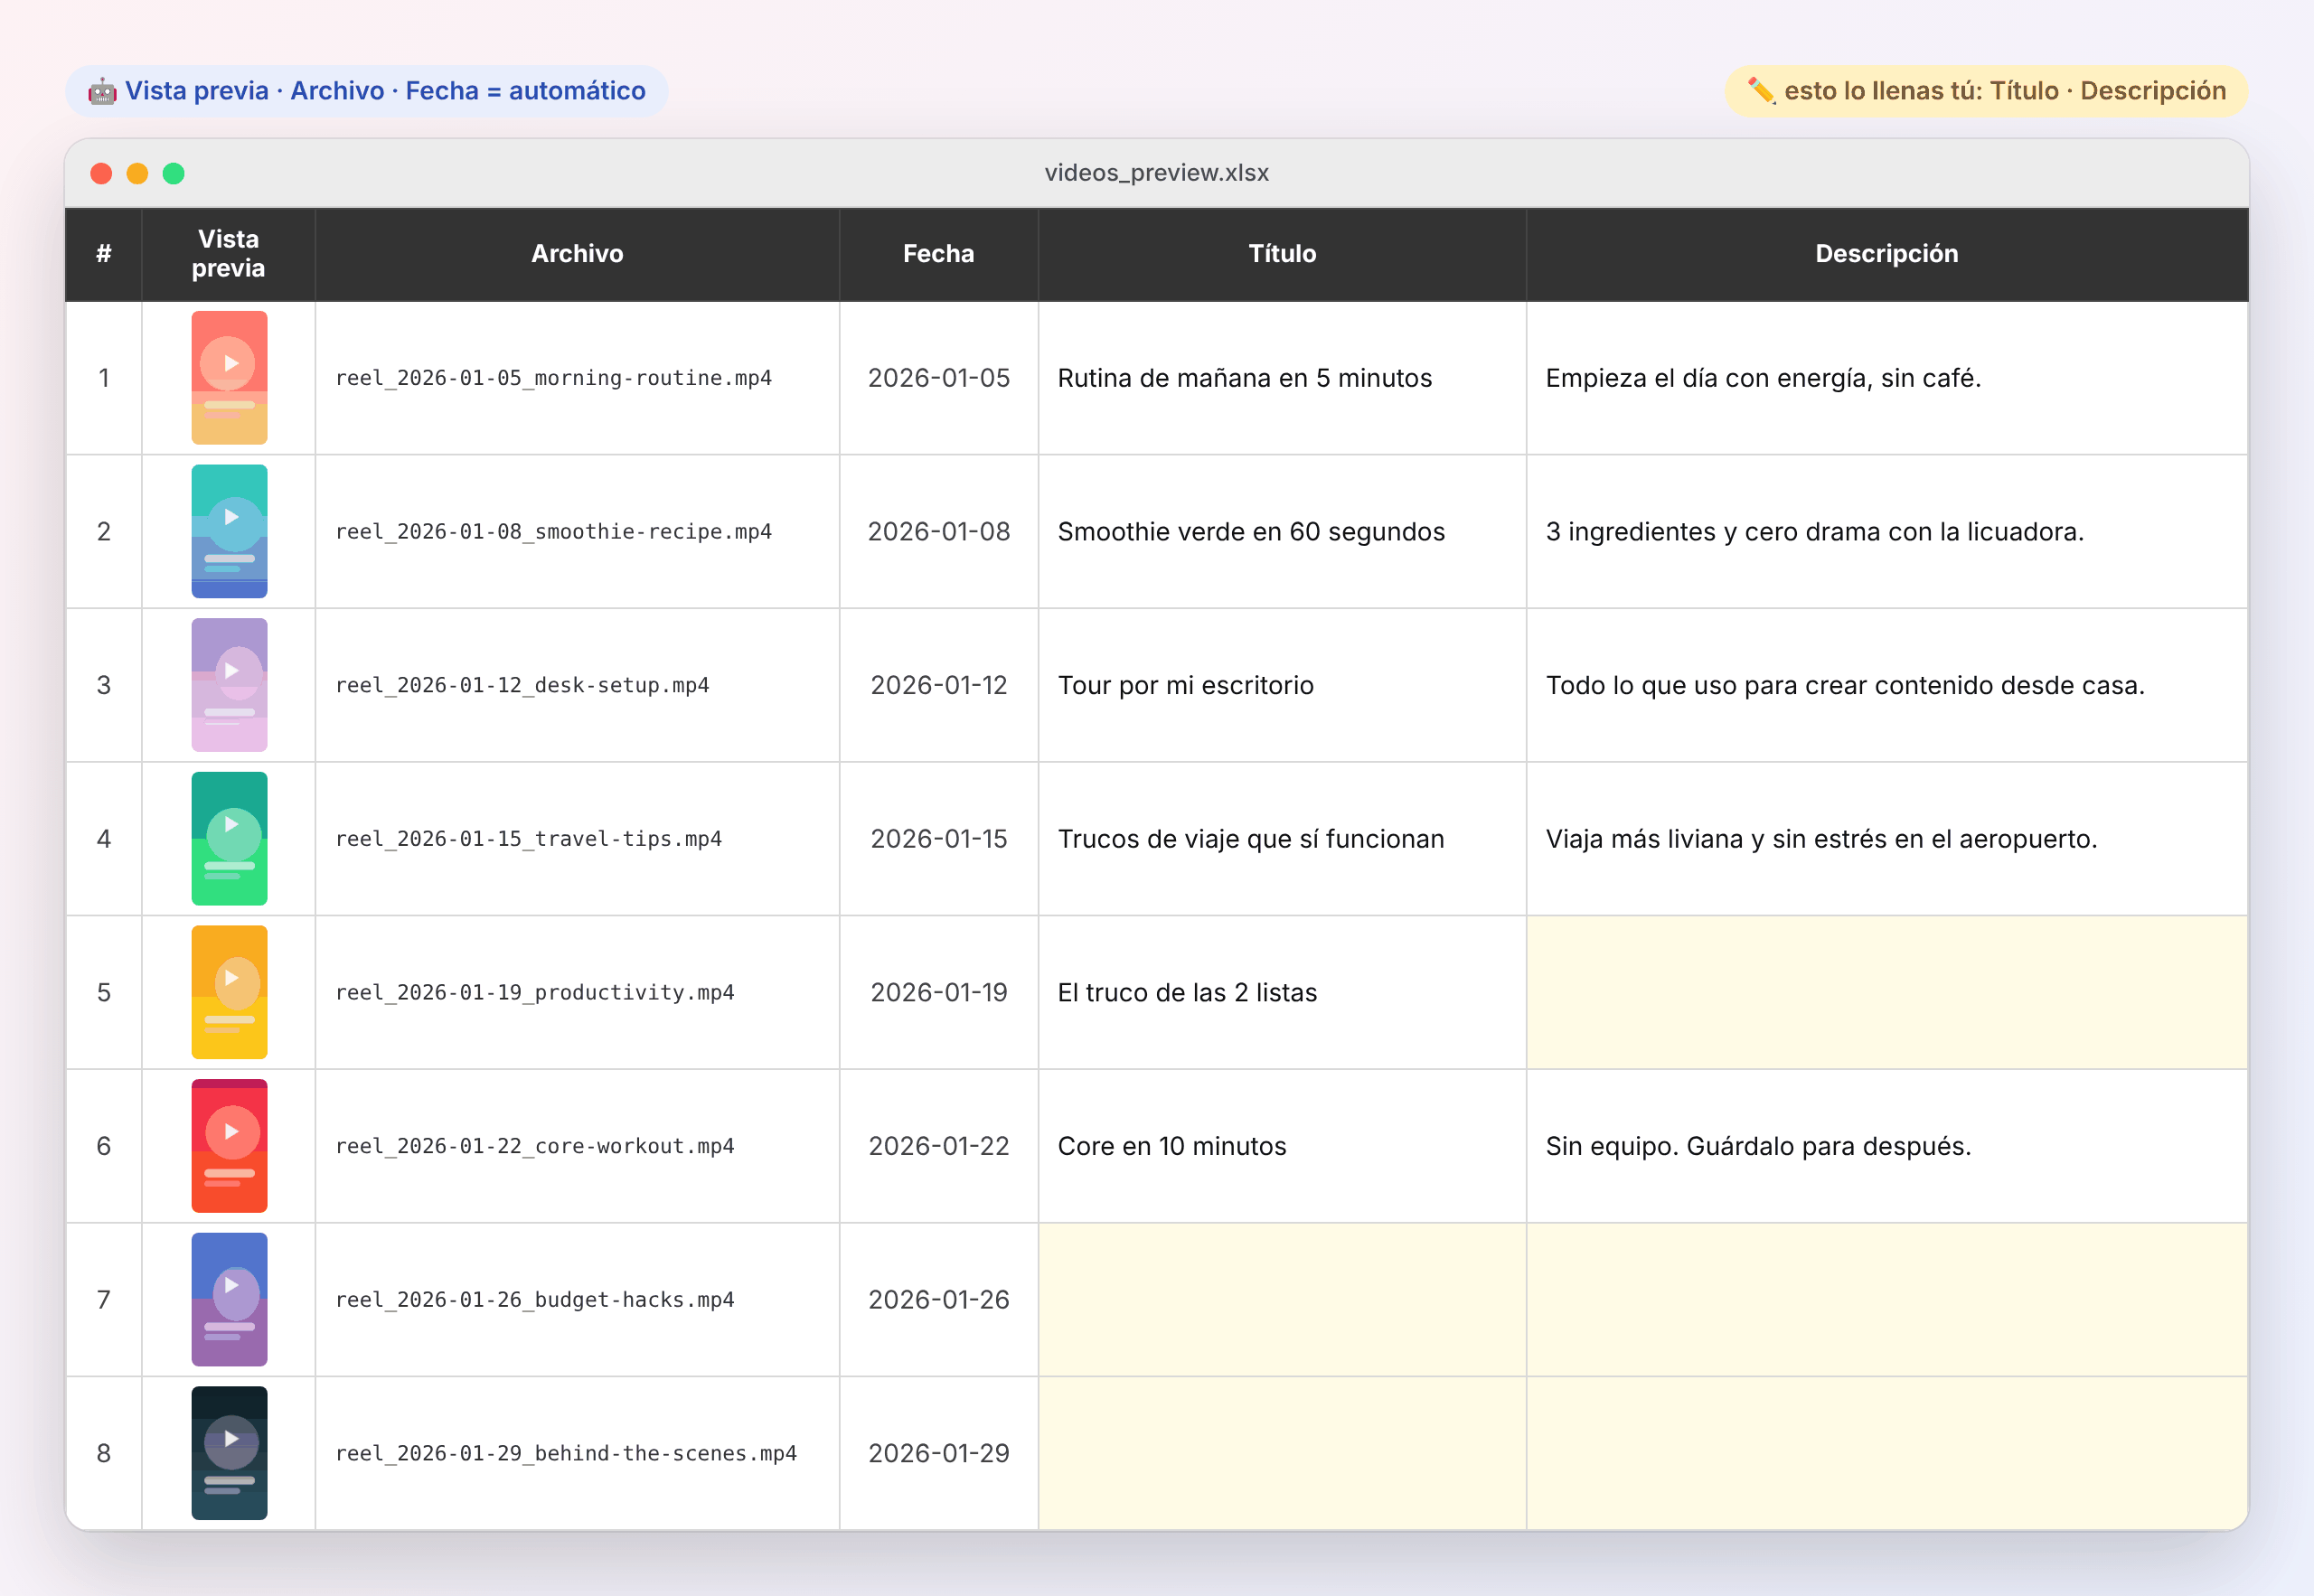 🤖 Vista previa · Archivo · Fecha = automático
✏️ esto lo llenas tú: Título · Descripción
videos_preview.xlsx
# Vista previa Archivo Fecha Título Descripción
1 reel_2026-01-05_morning-routine.mp4 2026-01-05 Rutina de mañana en 5 minutos Empieza el día con energía, sin café.
2 reel_2026-01-08_smoothie-recipe.mp4 2026-01-08 Smoothie verde en 60 segundos 3 ingredientes y cero drama con la licuadora.
3 reel_2026-01-12_desk-setup.mp4 2026-01-12 Tour por mi escritorio Todo lo que uso para crear contenido desde casa.
4 reel_2026-01-15_travel-tips.mp4 2026-01-15 Trucos de viaje que sí funcionan Viaja más liviana y sin estrés en el aeropuerto.
5 reel_2026-01-19_productivity.mp4 2026-01-19 El truco de las 2 listas
6 reel_2026-01-22_core-workout.mp4 2026-01-22 Core en 10 minutos Sin equipo. Guárdalo para después.
7 reel_2026-01-26_budget-hacks.mp4 2026-01-26
8 reel_2026-01-29_behind-the-scenes.mp4 2026-01-29